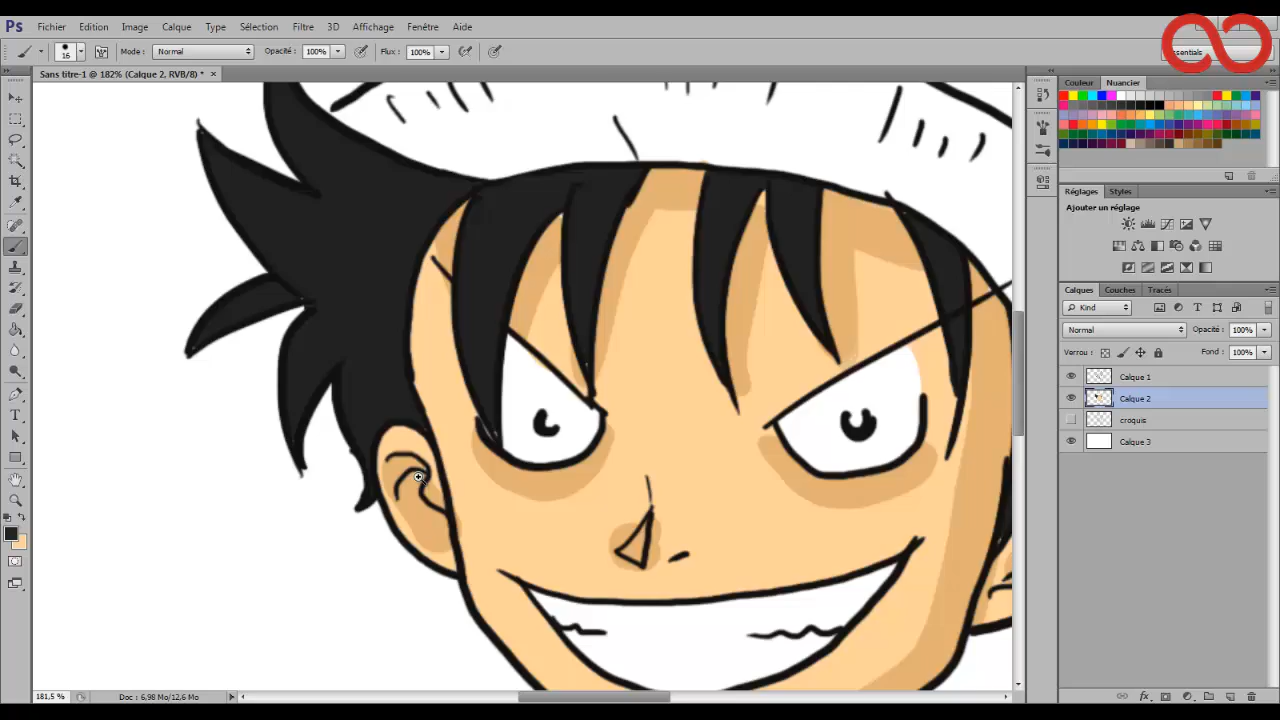 Ps Fichier Edition Image Calque Type Sélection Filtre 3D Affichage Fenêtre Aide
16 Mode : Normal Opacité : 100% Flux : 100% Essentials
Sans titre-1 @ 182% (Calque 2, RVB/8) * ×
Couleur Nuancier
Réglages Styles
Ajouter un réglage
Calques Couches Tracés
Kind
Normal Opacité : 100%
Verrou : Fond : 100%
Calque 1
Calque 2
croquis
Calque 3
181,5 % Doc : 6,98 Mo/12,6 Mo